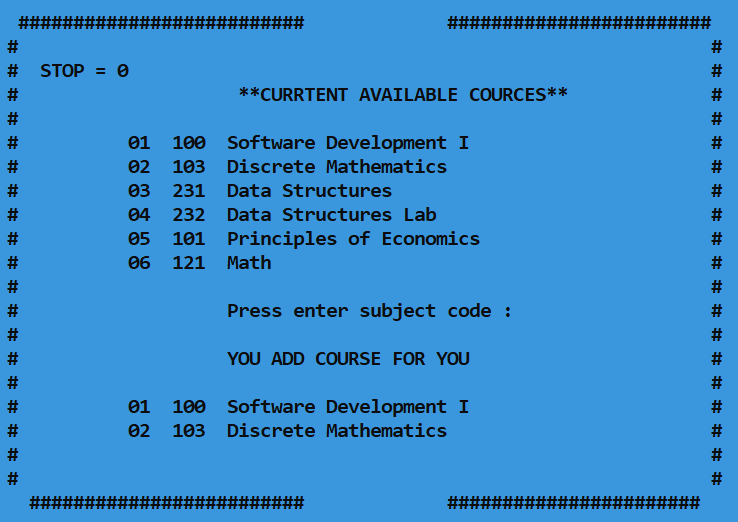 ########################## ########################
# #
# STOP = 0 #
# **CURRTENT AVAILABLE COURCES** #
# #
# 01 100 Software Development I #
# 02 103 Discrete Mathematics #
# 03 231 Data Structures #
# 04 232 Data Structures Lab #
# 05 101 Principles of Economics #
# 06 121 Math #
# #
# Press enter subject code : #
# #
# YOU ADD COURSE FOR YOU #
# #
# 01 100 Software Development I #
# 02 103 Discrete Mathematics #
# #
# #
######################### #######################